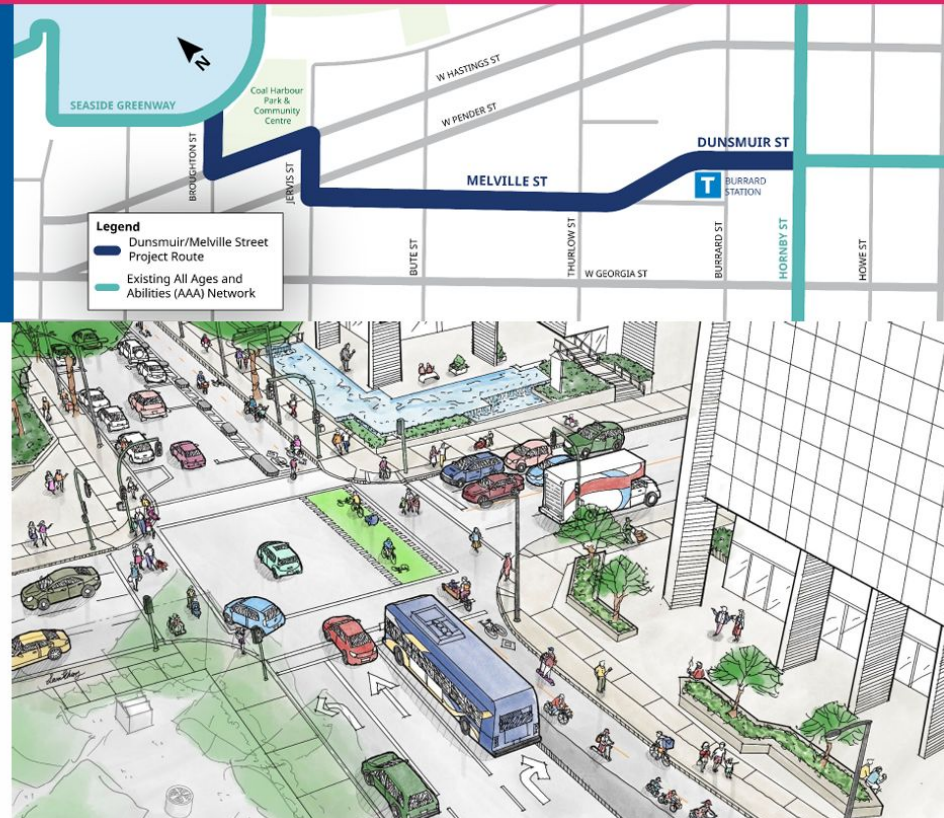 N
W HASTINGS ST
SEASIDE GREENWAY
Coal Harbour
Park &
Community
Centre
W PENDER ST
BROUGHTON ST
JERVIS ST
DUNSMUIR ST
MELVILLE ST
T
BURRARD
STATION
Legend
Dunsmuir/Melville Street
Project Route
Existing All Ages and
Abilities (AAA) Network
BUTE ST
THURLOW ST
W GEORGIA ST
BURRARD ST
HORNBY ST
HOWE ST